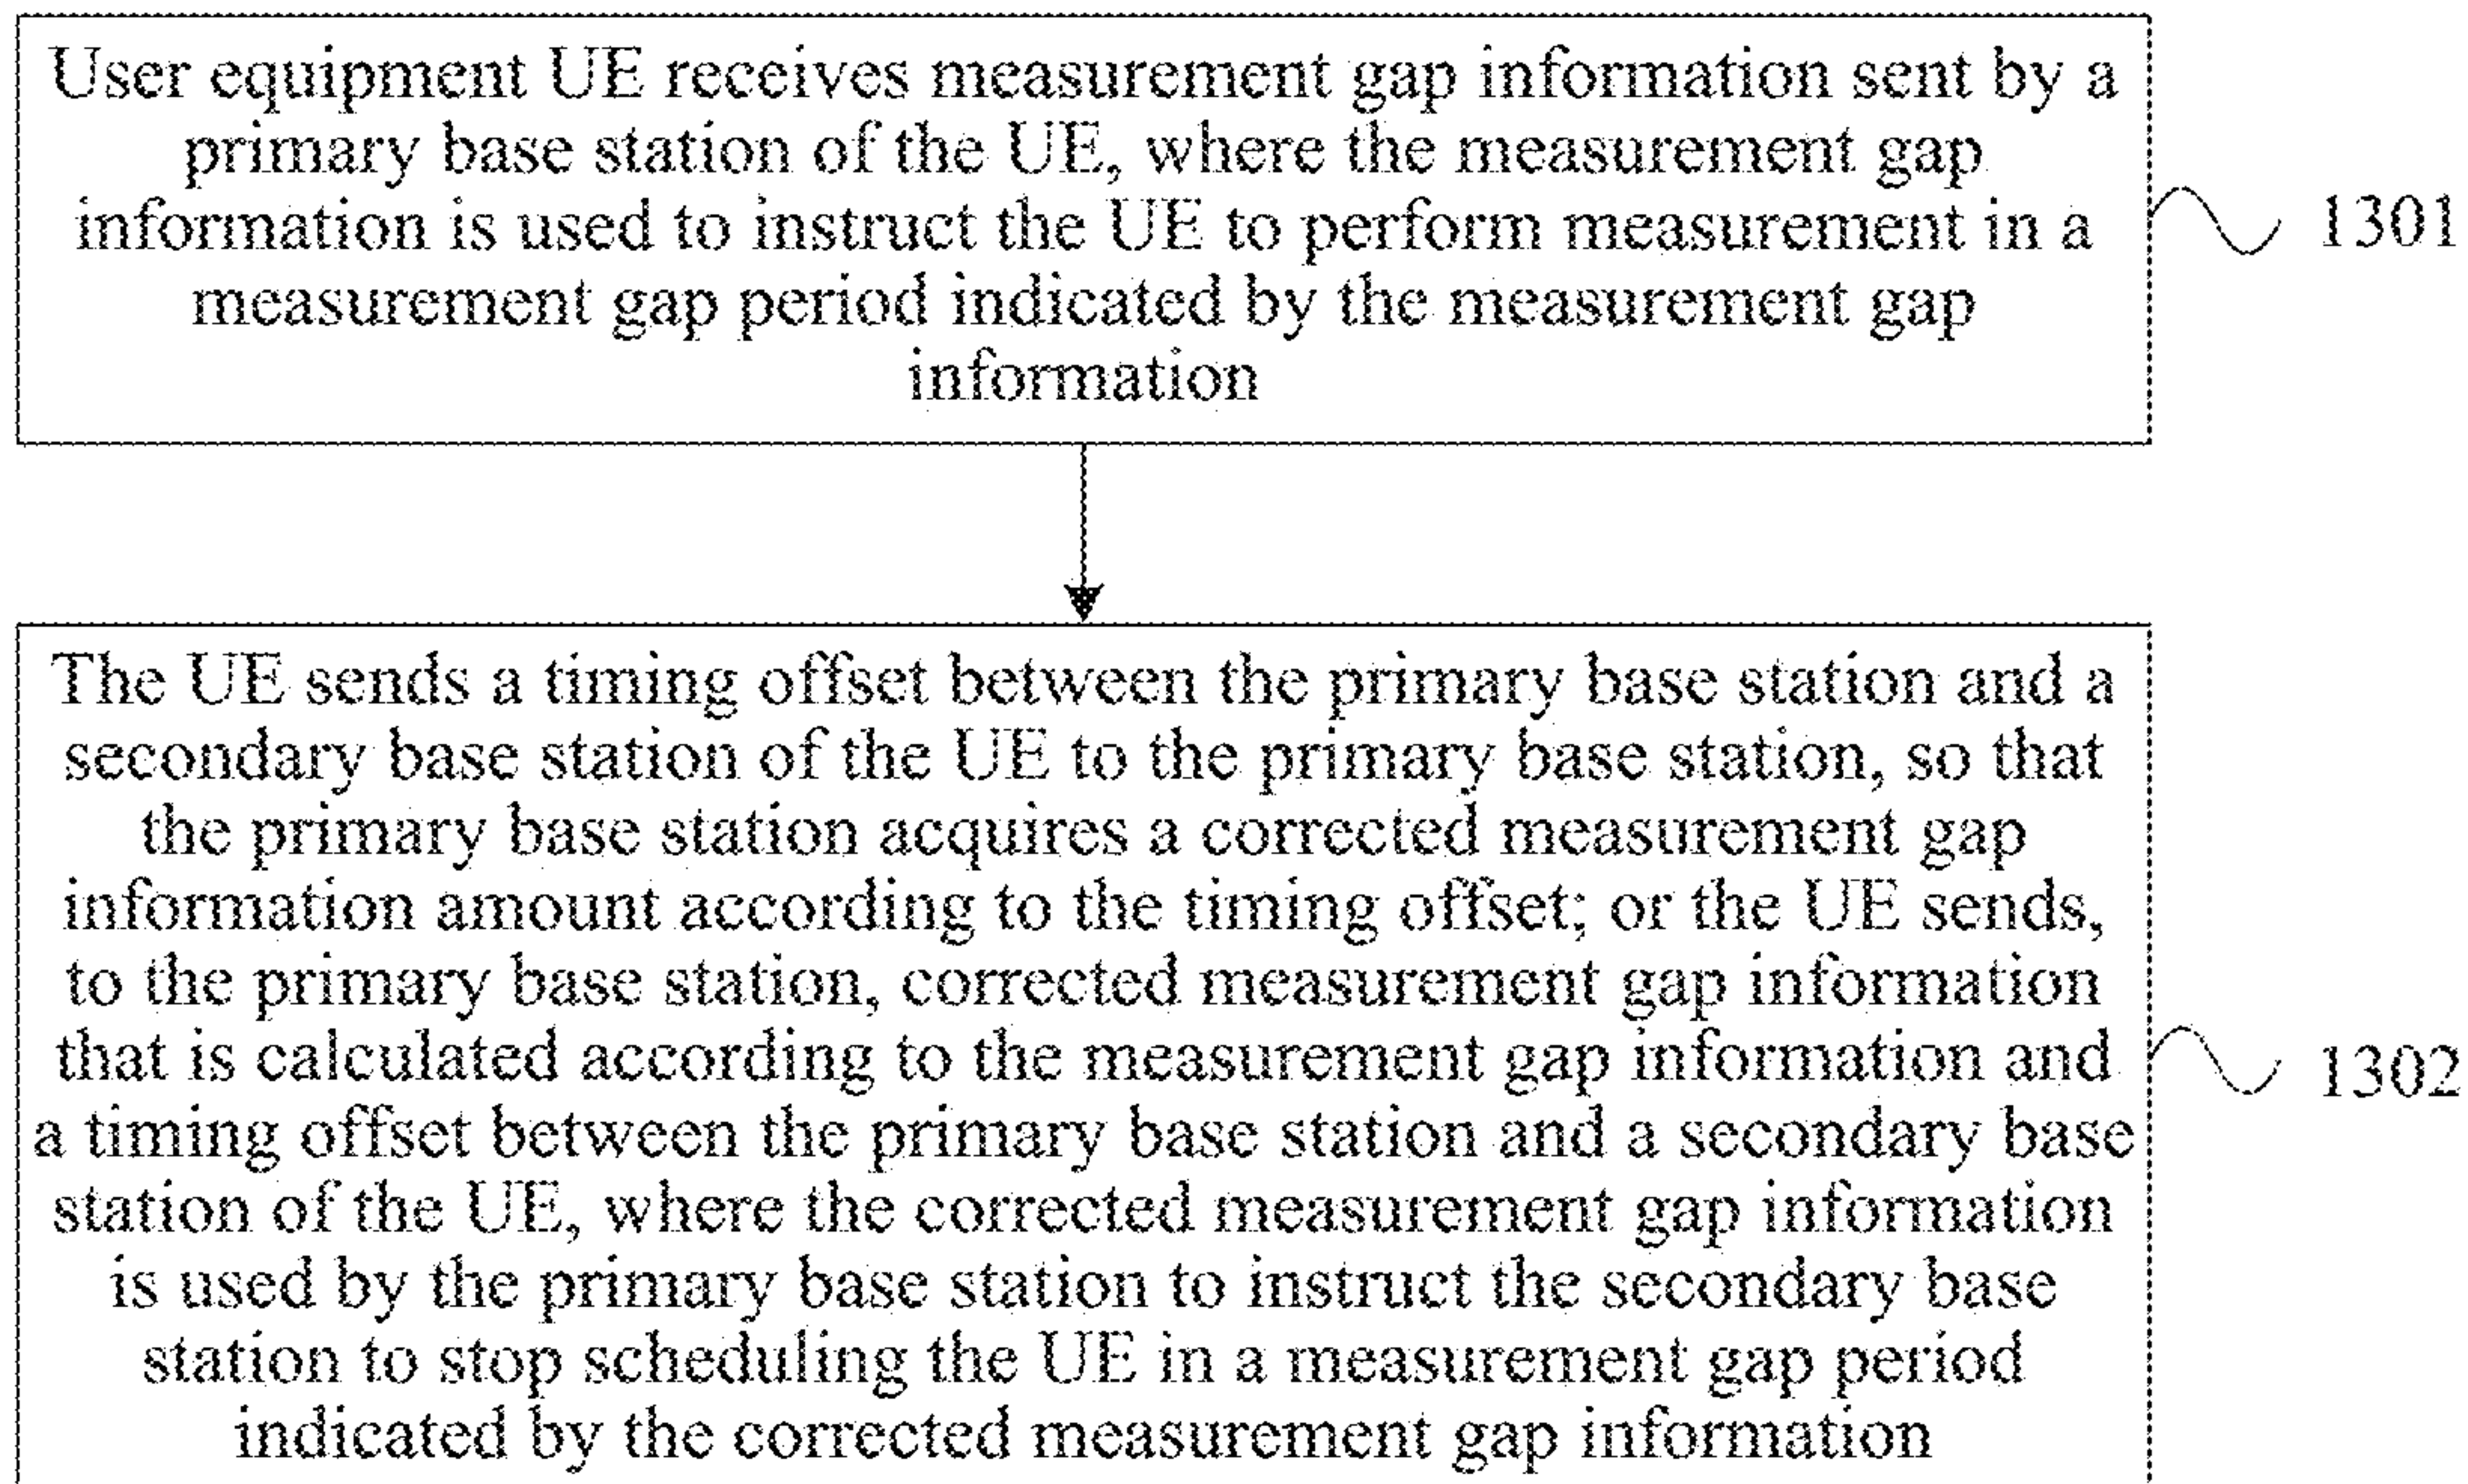 User equipment UE receives measurement gap information sent by a
primary base station of the UE, where the measurement gap
information is used to instruct the UE to perform measurement in a
measurement gap period indicated by the measurement gap
information
1301
The UE sends a timing offset between the primary base station and a
secondary base station of the UE to the primary base station, so that
the primary base station acquires a corrected measurement gap
information amount according to the timing offset; or the UE sends,
to the primary base station, corrected measurement gap information
that is calculated according to the measurement gap information and
a timing offset between the primary base station and a secondary base
station of the UE, where the corrected measurement gap information
is used by the primary base station to instruct the secondary base
station to stop scheduling the UE in a measurement gap period
indicated by the corrected measurement gap information
1302